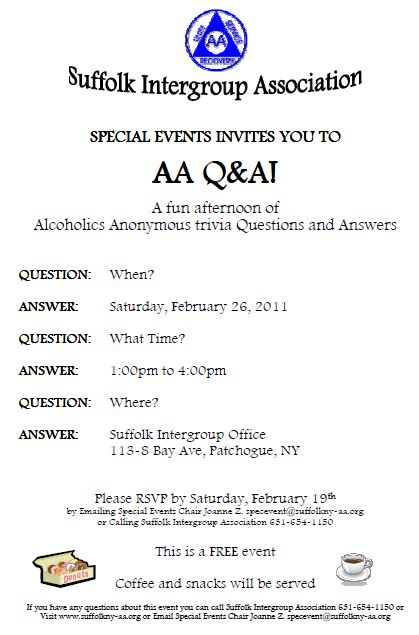 UNITY SERVICE
AA
RECOVERY
Suffolk Intergroup Association
SPECIAL EVENTS INVITES YOU TO
AA Q&A!
A fun afternoon of
Alcoholics Anonymous trivia Questions and Answers
QUESTION: When?
ANSWER: Saturday, February 26, 2011
QUESTION: What Time?
ANSWER: 1:00pm to 4:00pm
QUESTION: Where?
ANSWER: Suffolk Intergroup Office
113-8 Bay Ave, Patchogue, NY
Please RSVP by Saturday, February 19th
by Emailing Special Events Chair Joanne Z. specevent@suffolkny-aa.org
or Calling Suffolk Intergroup Association 631-654-1150
This is a FREE event
Donuts
Coffee and snacks will be served
If you have any questions about this event you can call Suffolk Intergroup Association 631-654-1150 or
Visit www.suffolkny-aa.org or Email Special Events Chair Joanne Z. specevent@suffolkny-aa.org